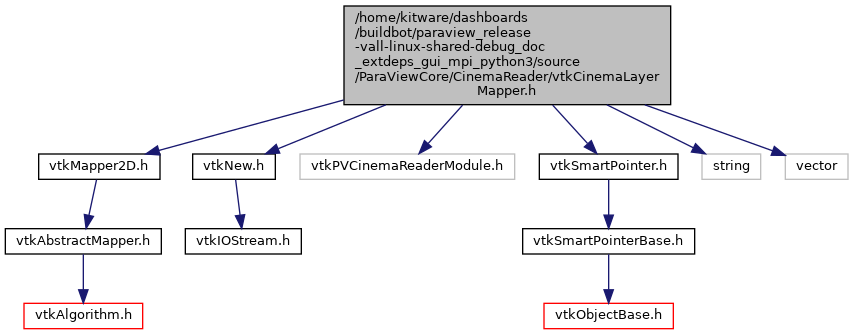 /home/kitware/dashboards
/buildbot/paraview_release
-vall-linux-shared-debug_doc
_extdeps_gui_mpi_python3/source
/ParaViewCore/CinemaReader/vtkCinemaLayer
Mapper.h
vtkMapper2D.h
vtkNew.h
vtkPVCinemaReaderModule.h
vtkSmartPointer.h
string
vector
vtkAbstractMapper.h
vtkIOStream.h
vtkSmartPointerBase.h
vtkAlgorithm.h
vtkObjectBase.h